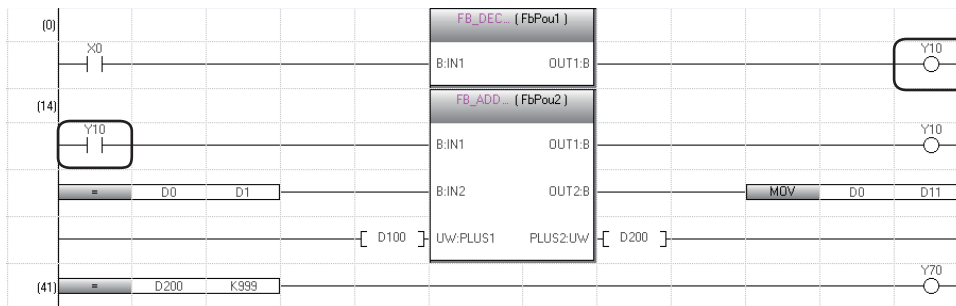 (0) FB_DEC... (FbPou1)
X0 Y10
B:IN1 OUT1:B
(14) FB_ADD... (FbPou2)
Y10 Y10
B:IN1 OUT1:B
= D0 D1 B:IN2 OUT2:B MOV D0 D11
D100 UW:PLUS1 PLUS2:UW D200
Y70
(41) = D200 K999